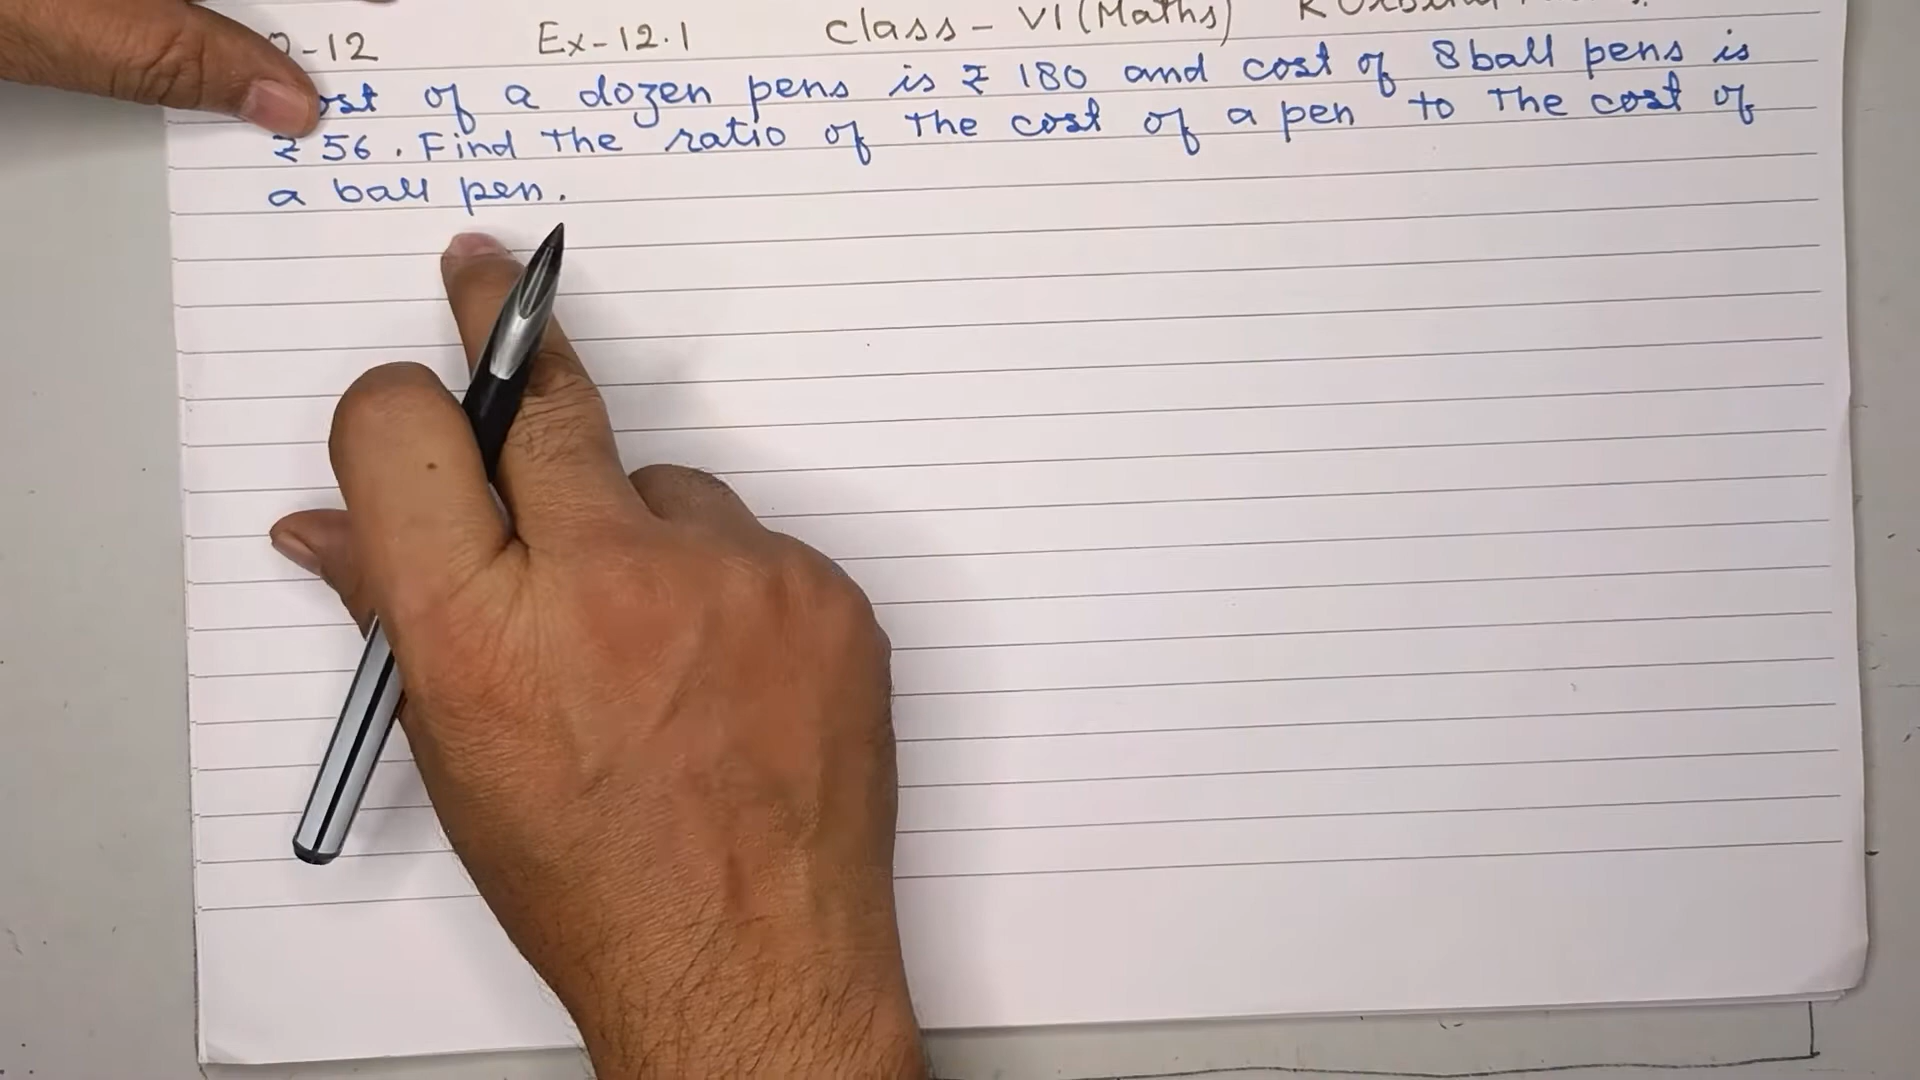 -12 Ex-12.1 Class - VI (Maths)
ost of a dozen pens is ₹ 180 and cost of 8 ball pens is
₹ 56. Find the ratio of the cost of a pen to the cost of
a ball pen.